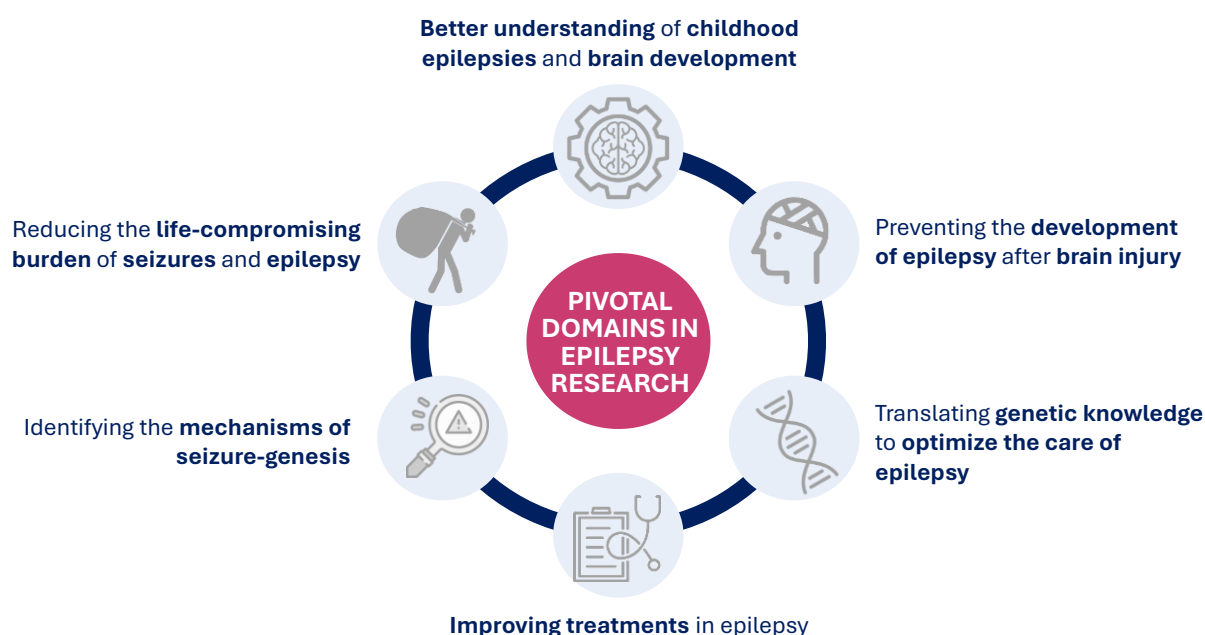 Better understanding of childhood
epilepsies and brain development
Reducing the life-compromising
burden of seizures and epilepsy
Preventing the development
of epilepsy after brain injury
PIVOTAL
DOMAINS IN
EPILEPSY
RESEARCH
Identifying the mechanisms of
seizure-genesis
Translating genetic knowledge
to optimize the care of
epilepsy
Improving treatments in epilepsy